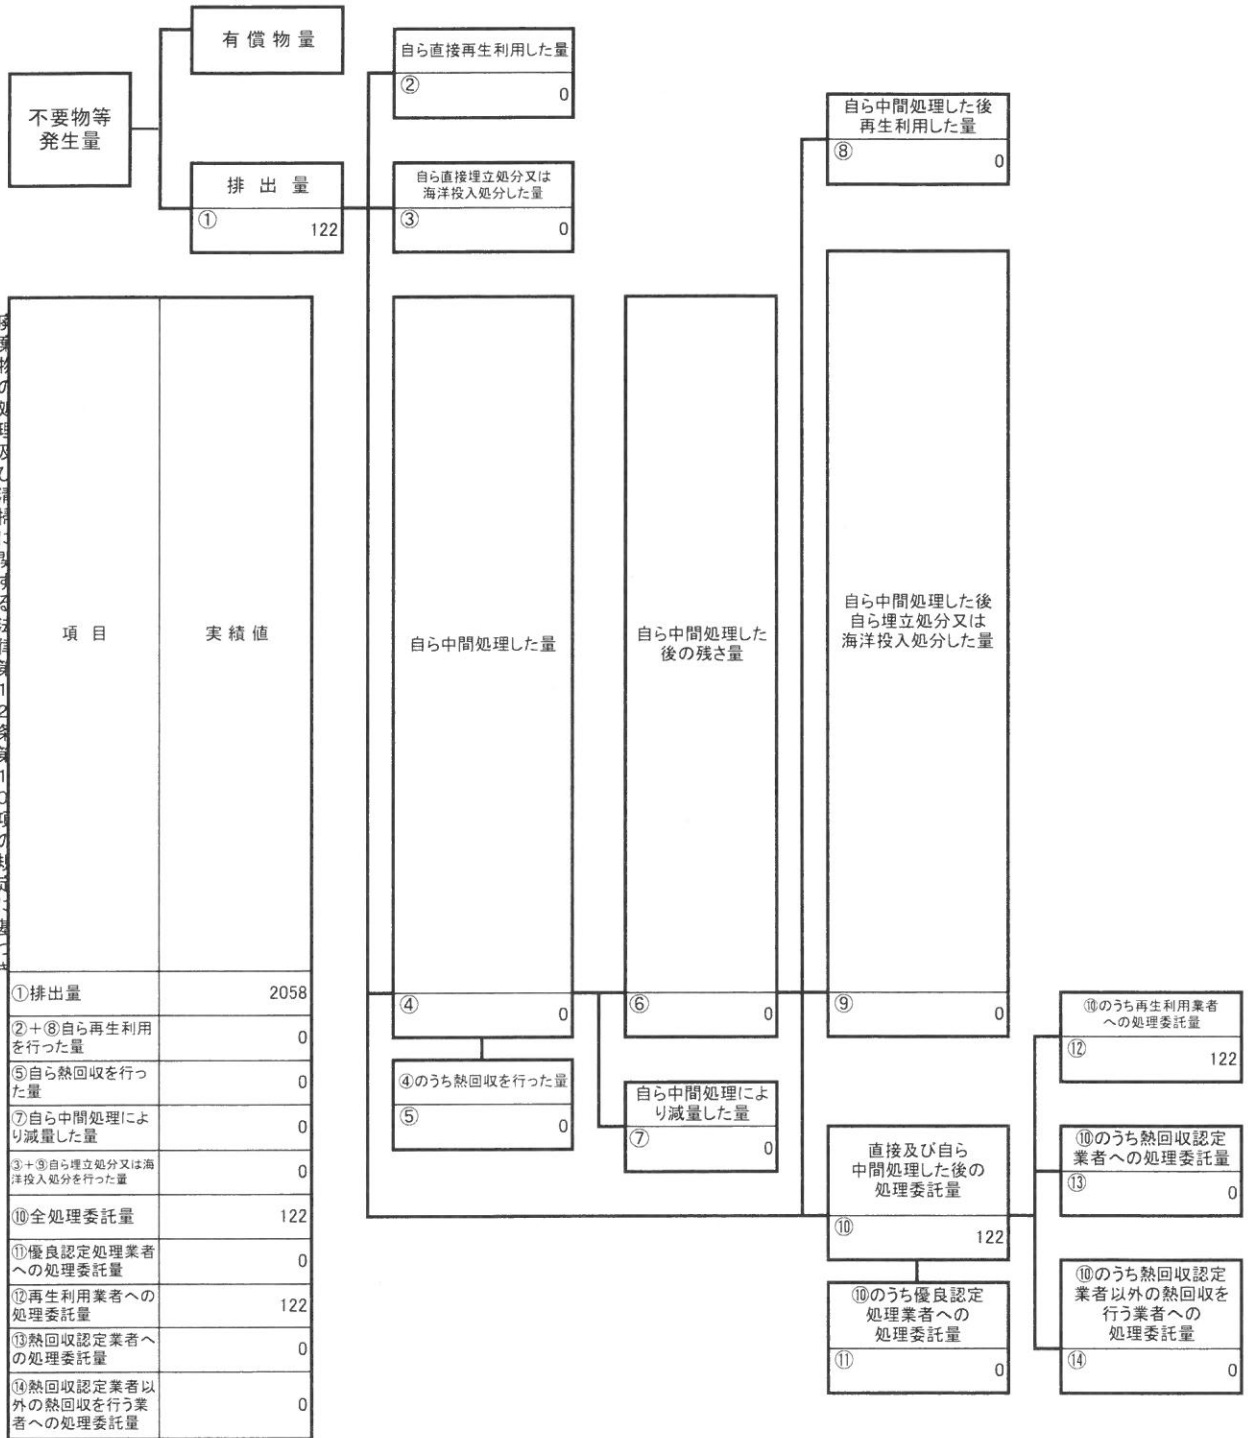 有償物量
不要物等
発生量
排出量
①
122
自ら直接再生利用した量
②
0
自ら直接埋立処分又は
海洋投入処分した量
③
0
自ら中間処理した後
再生利用した量
⑧
0
項目
実績値
①排出量
2058
②+⑧自ら再生利用
を行った量
0
⑤自ら熱回収を行っ
た量
0
⑦自ら中間処理によ
り減量した量
0
③+⑨自ら埋立処分又は海
洋投入処分を行った量
0
⑩全処理委託量
122
⑪優良認定処理業者
への処理委託量
0
⑫再生利用業者への
処理委託量
122
⑬熱回収認定業者へ
の処理委託量
0
⑭熱回収認定業者以
外の熱回収を行う業
者への処理委託量
0
自ら中間処理した量
④
0
④のうち熱回収を行った量
⑤
0
自ら中間処理した
後の残さ量
⑥
0
自ら中間処理によ
り減量した量
⑦
0
自ら中間処理した後
自ら埋立処分又は
海洋投入処分した量
⑨
0
直接及び自ら
中間処理した後の
処理委託量
⑩
122
⑩のうち優良認定
処理業者への
処理委託量
⑪
0
⑩のうち再生利用業者
への処理委託量
⑫
122
⑩のうち熱回収認定
業者への処理委託量
⑬
0
⑩のうち熱回収認定
業者以外の熱回収を
行う業者への
処理委託量
⑭
0